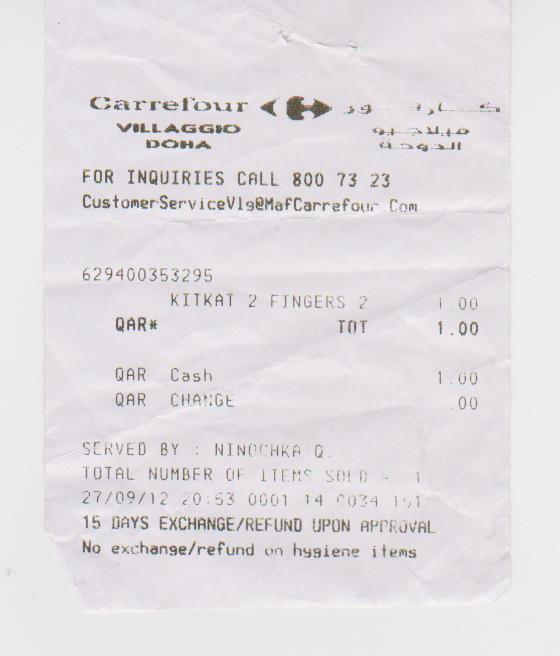 Carrefour كارفور
VILLAGGIO فيلاجيو
DOHA الدوحة
FOR INQUIRIES CALL 800 73 23
CustomerServiceVlg@MafCarrefour.Com
629400353295
KITKAT 2 FINGERS 2 1.00
QAR* TOT 1.00
QAR Cash 1.00
QAR CHANGE .00
SERVED BY : NINOCHKA Q.
TOTAL NUMBER OF ITEMS SOLD = 1
27/09/12 20:53 0001 14 0034 151
15 DAYS EXCHANGE/REFUND UPON APPROVAL
No exchange/refund on hygiene items